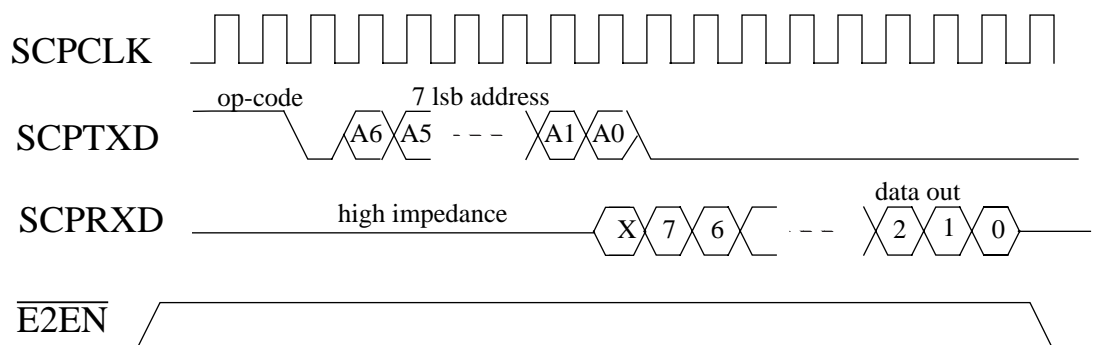 SCPCLK
op-code 7 lsb address
SCPTXD A6 A5 - - - A1 A0
data out
SCPRXD high impedance X 7 6 - - - 2 1 0
E2EN